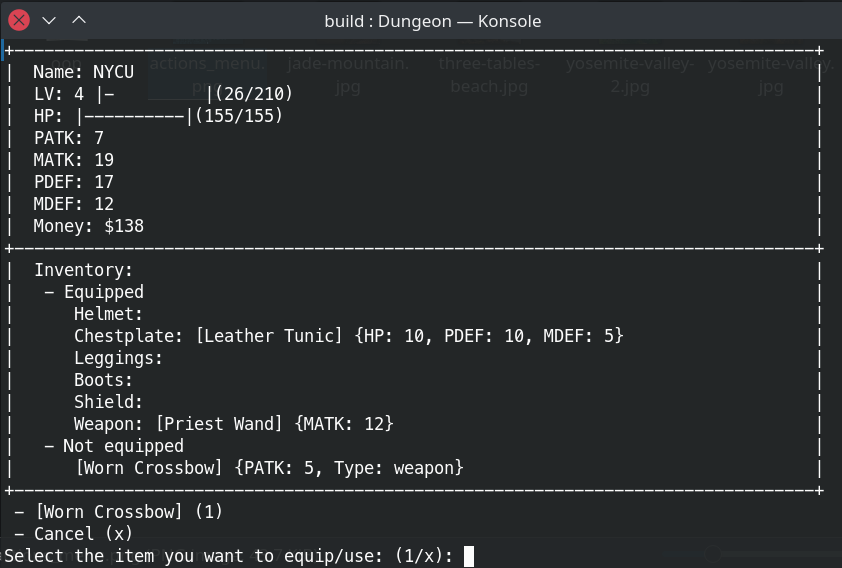 build : Dungeon — Konsole
actions_menu. jade-mountain. three-tables- yosemite-valley- yosemite-valley.
jpg beach.jpg 2.jpg jpg
+---------------------------------------------------------------------------------+
| Name: NYCU |
| LV: 4 |-         |(26/210) |
| HP: |----------|(155/155) |
| PATK: 7 |
| MATK: 19 |
| PDEF: 17 |
| MDEF: 12 |
| Money: $138 |
+---------------------------------------------------------------------------------+
| Inventory: |
| - Equipped |
| Helmet: |
| Chestplate: [Leather Tunic] {HP: 10, PDEF: 10, MDEF: 5} |
| Leggings: |
| Boots: |
| Shield: |
| Weapon: [Priest Wand] {MATK: 12} |
| - Not equipped |
| [Worn Crossbow] {PATK: 5, Type: weapon} |
+---------------------------------------------------------------------------------+
- [Worn Crossbow] (1)
- Cancel (x)
Select the item you want to equip/use: (1/x):